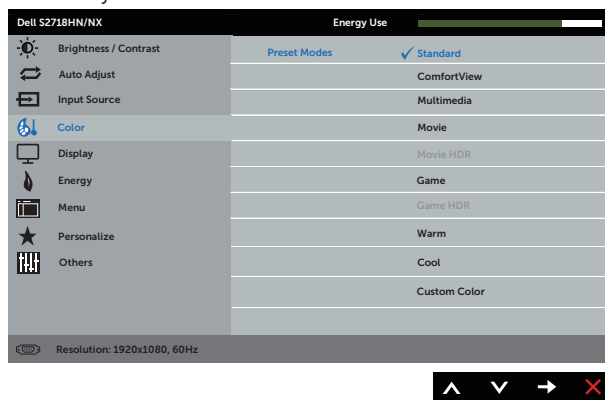 Dell S2718HN/NX Energy Use
Brightness / Contrast Preset Modes Standard
Auto Adjust ComfortView
Input Source Multimedia
Color Movie
Display Movie HDR
Energy Game
Menu Game HDR
Personalize Warm
Others Cool
Custom Color
Resolution: 1920x1080, 60Hz